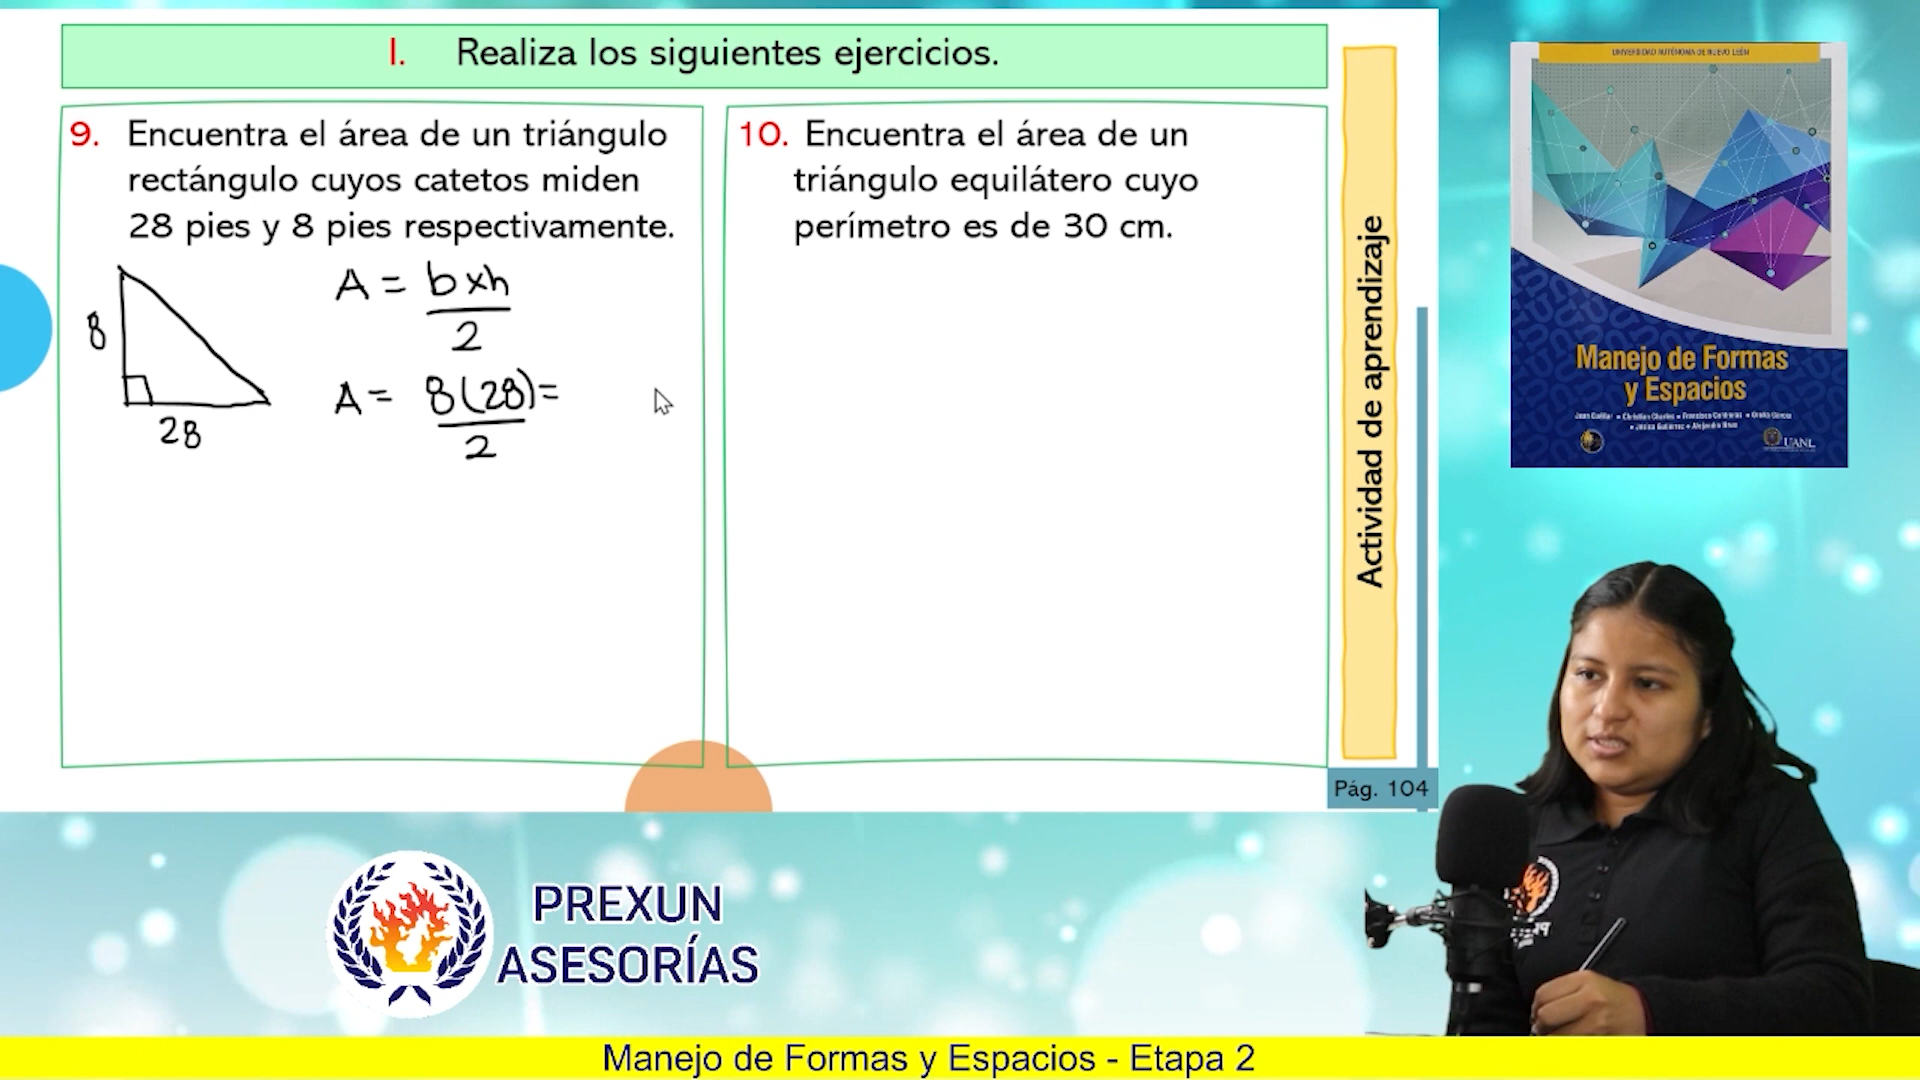 I. Realiza los siguientes ejercicios.
9. Encuentra el área de un triángulo
rectángulo cuyos catetos miden
28 pies y 8 pies respectivamente.
8
28
A = b x h
2
A = 8(28) =
2
10. Encuentra el área de un
triángulo equilátero cuyo
perímetro es de 30 cm.
Actividad de aprendizaje
Pág. 104
UNIVERSIDAD AUTÓNOMA DE NUEVO LEÓN
Manejo de Formas
y Espacios
UANL
PREXUN
ASESORÍAS
Manejo de Formas y Espacios - Etapa 2